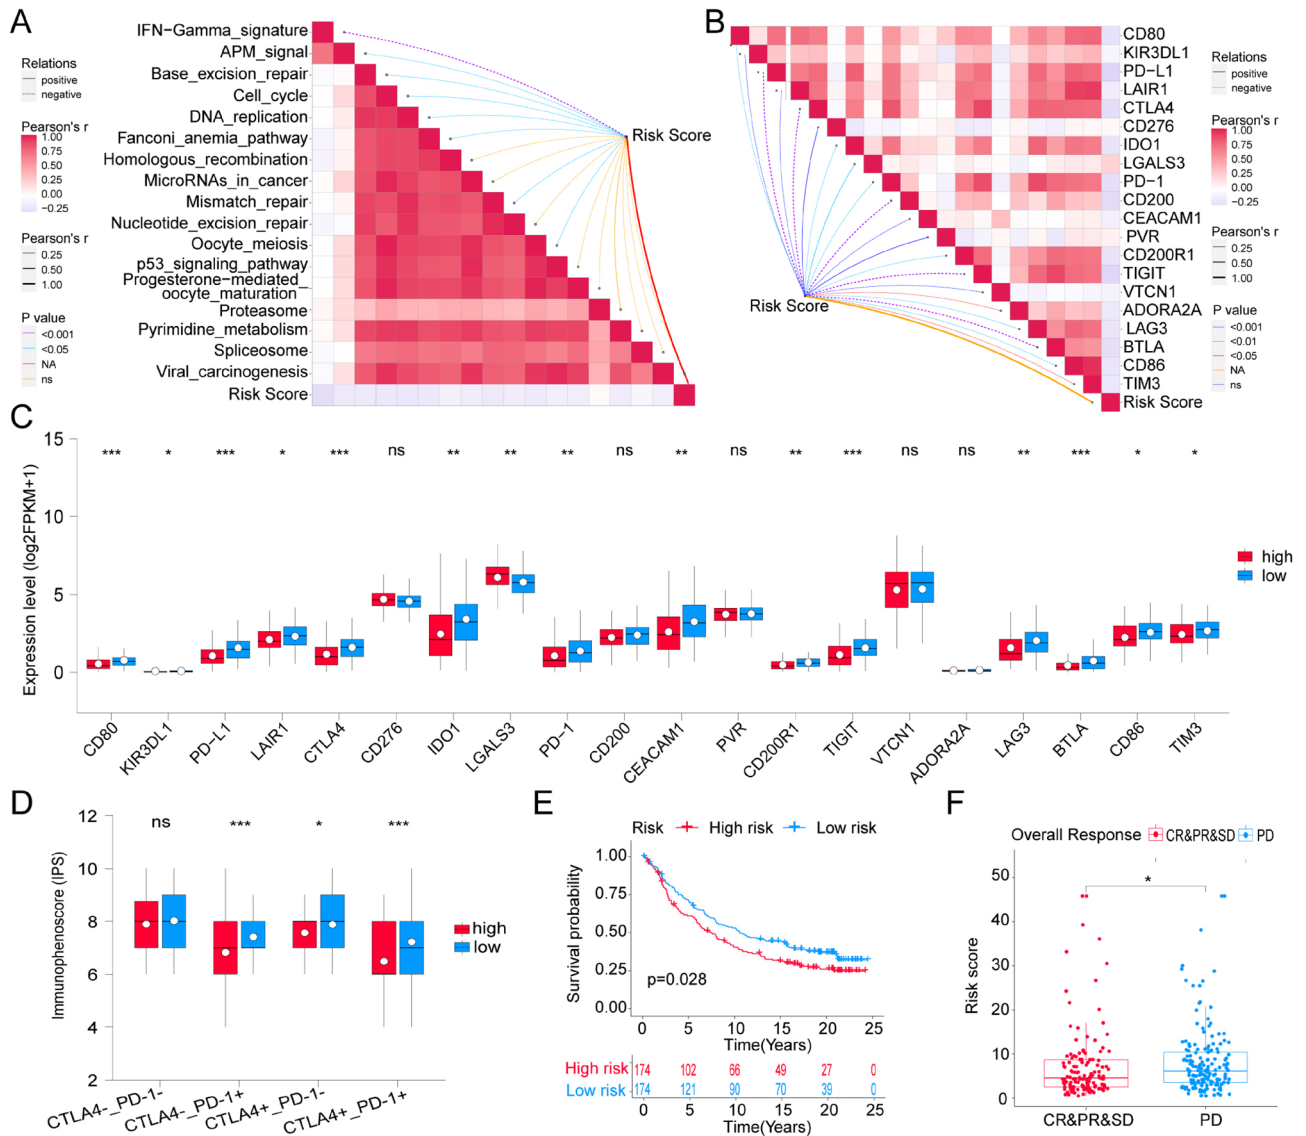 A
IFN-Gamma_signature
APM_signal
Base_excision_repair
Cell_cycle
DNA_replication
Fanconi_anemia_pathway
Homologous_recombination
MicroRNAs_in_cancer
Mismatch_repair
Nucleotide_excision_repair
Oocyte_meiosis
p53_signaling_pathway
Progesterone-mediated_
oocyte_maturation
Proteasome
Pyrimidine_metabolism
Spliceosome
Viral_carcinogenesis
Risk Score
Risk Score
Relations
positive
negative
Pearson's r
1.00
0.75
0.50
0.25
0.00
-0.25
Pearson's r
0.25
0.50
1.00
P value
<0.001
<0.05
NA
ns
B
CD80
KIR3DL1
PD-L1
LAIR1
CTLA4
CD276
IDO1
LGALS3
PD-1
CD200
CEACAM1
PVR
CD200R1
TIGIT
VTCN1
ADORA2A
LAG3
BTLA
CD86
TIM3
Risk Score
Risk Score
Relations
positive
negative
Pearson's r
1.00
0.75
0.50
0.25
0.00
-0.25
Pearson's r
0.25
0.50
1.00
P value
<0.001
<0.01
<0.05
NA
ns
C
Expression level (log2FPKM+1)
15
10
5
0
*** * *** * *** ns ** ** ** ns ** ns ** *** ns ns ** *** * *
CD80 KIR3DL1 PD-L1 LAIR1 CTLA4 CD276 IDO1 LGALS3 PD-1 CD200 CEACAM1 PVR CD200R1 TIGIT VTCN1 ADORA2A LAG3 BTLA CD86 TIM3
high
low
D
Immunophenoscore (IPS)
12
10
8
6
4
2
ns *** * ***
CTLA4-_PD-1- CTLA4-_PD-1+ CTLA4+_PD-1- CTLA4+_PD-1+
high
low
E
Risk High risk Low risk
Survival probability
1.00
0.75
0.50
0.25
0.00
p=0.028
0 5 10 15 20 25
Time(Years)
High risk 174 102 66 49 27 0
Low risk 174 121 90 70 39 0
0 5 10 15 20 25
Time(Years)
F
Overall Response CR&PR&SD PD
Risk score
50
40
30
20
10
0
*
CR&PR&SD PD